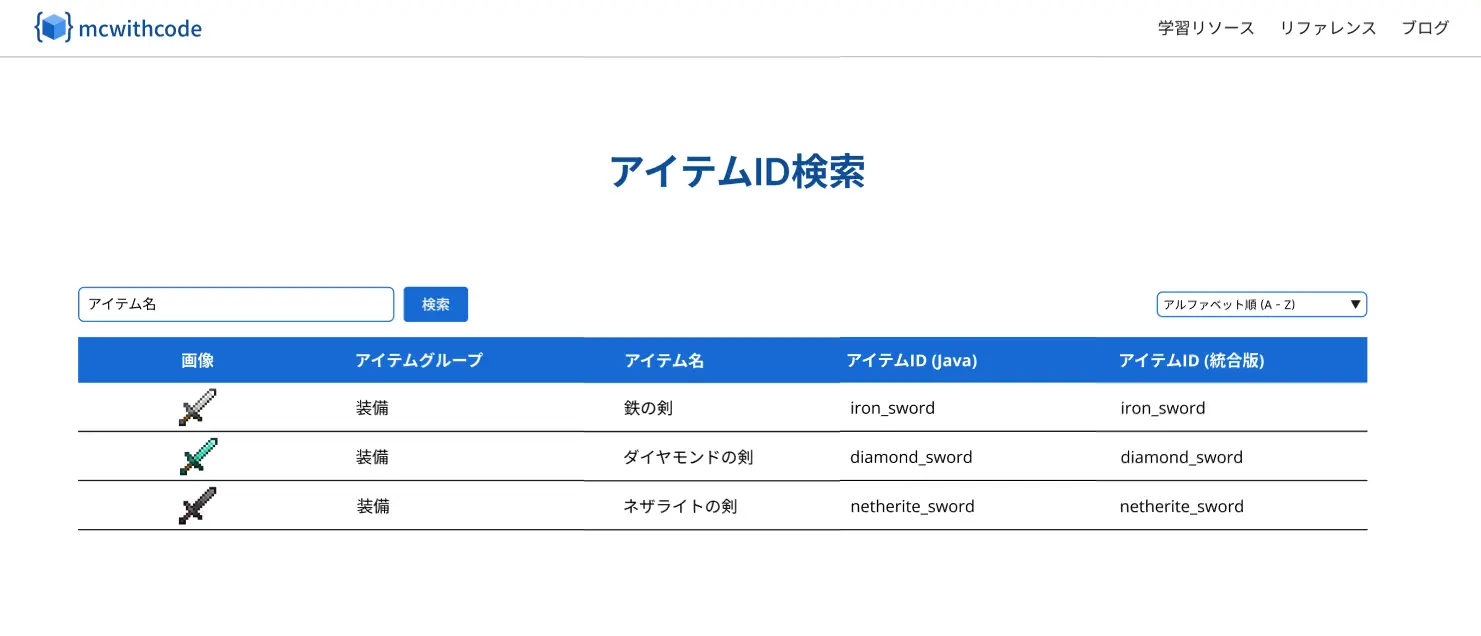 mcwithcode 学習リソース リファレンス ブログ
アイテムID検索
アイテム名 検索 アルファベット順 (A - Z) ▼
画像 アイテムグループ アイテム名 アイテムID (Java) アイテムID (統合版)
装備 鉄の剣 iron_sword iron_sword
装備 ダイヤモンドの剣 diamond_sword diamond_sword
装備 ネザライトの剣 netherite_sword netherite_sword